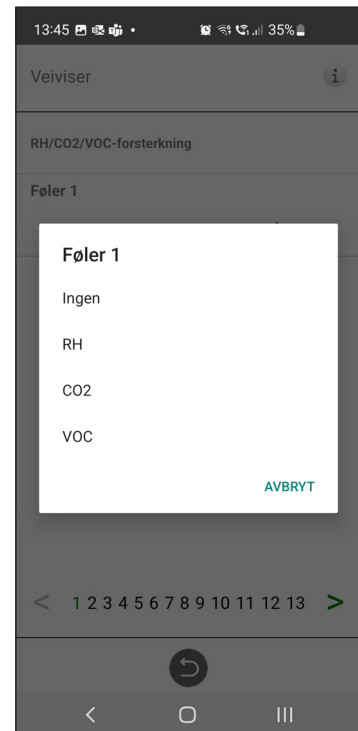 13:45 35%
Veiviser i
RH/CO2/VOC-forsterkning
Føler 1
Føler 1
Ingen
RH
CO2
VOC
AVBRYT
< 1 2 3 4 5 6 7 8 9 10 11 12 13 >